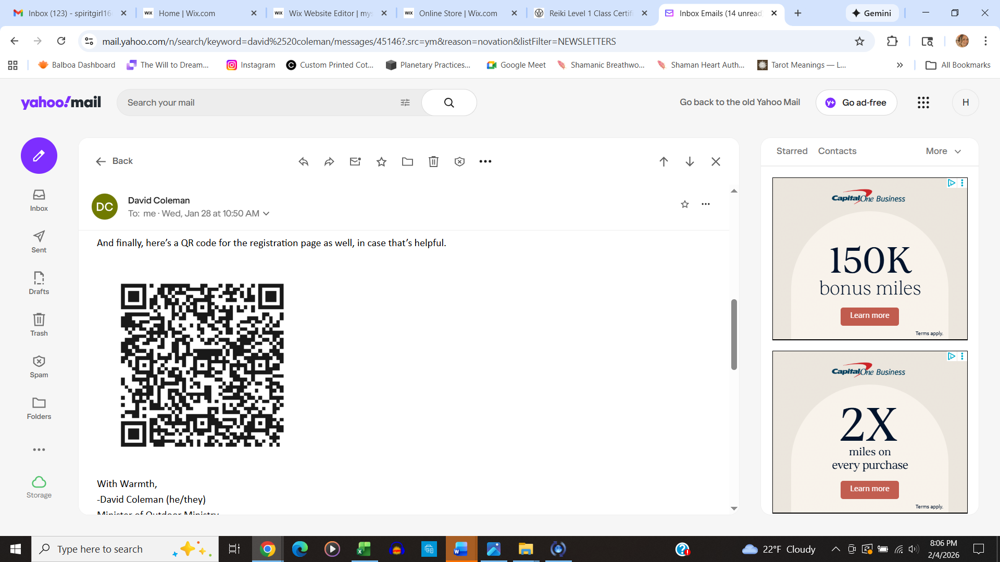 Inbox (123) - spiritgirl16
Home | Wix.com
Wix Website Editor | mys
Online Store | Wix.com
Reiki Level 1 Class Certifi
Inbox Emails (14 unread
Gemini
mail.yahoo.com/n/search/keyword=david%2520coleman/messages/45146?.src=ym&reason=novation&listFilter=NEWSLETTERS
Balboa Dashboard
The Will to Dream...
Instagram
Custom Printed Cot...
Planetary Practices...
Google Meet
Shamanic Breathwo...
Shaman Heart Auth...
Tarot Meanings — L...
All Bookmarks
yahoo!mail
Search your mail
Go back to the old Yahoo Mail
y+ Go ad-free
H
Inbox
Sent
Drafts
Trash
Spam
Folders
Storage
Back
DC
David Coleman
To: me · Wed, Jan 28 at 10:50 AM
And finally, here’s a QR code for the registration page as well, in case that’s helpful.
With Warmth,
-David Coleman (he/they)
Minister of Outdoor Ministry
Starred
Contacts
More
CapitalOne Business
150K
bonus miles
Learn more
Terms apply.
CapitalOne Business
2X
miles on
every purchase
Learn more
Terms apply.
Type here to search
22°F Cloudy
8:06 PM
2/4/2026